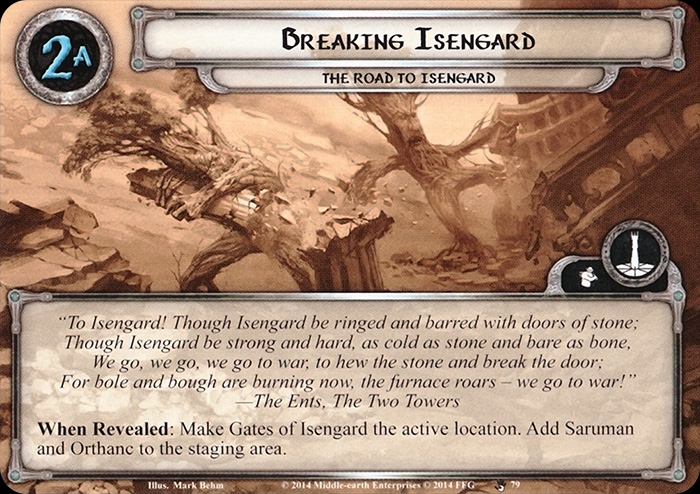 2A
BREAKING ISENGARD
THE ROAD TO ISENGARD
“To Isengard! Though Isengard be ringed and barred with doors of stone;
Though Isengard be strong and hard, as cold as stone and bare as bone,
We go, we go, we go to war, to hew the stone and break the door;
For bole and bough are burning now, the furnace roars – we go to war!”
—The Ents, The Two Towers
When Revealed: Make Gates of Isengard the active location. Add Saruman
and Orthanc to the staging area.
Illus. Mark Behm © 2014 Middle-earth Enterprises © 2014 FFG 79